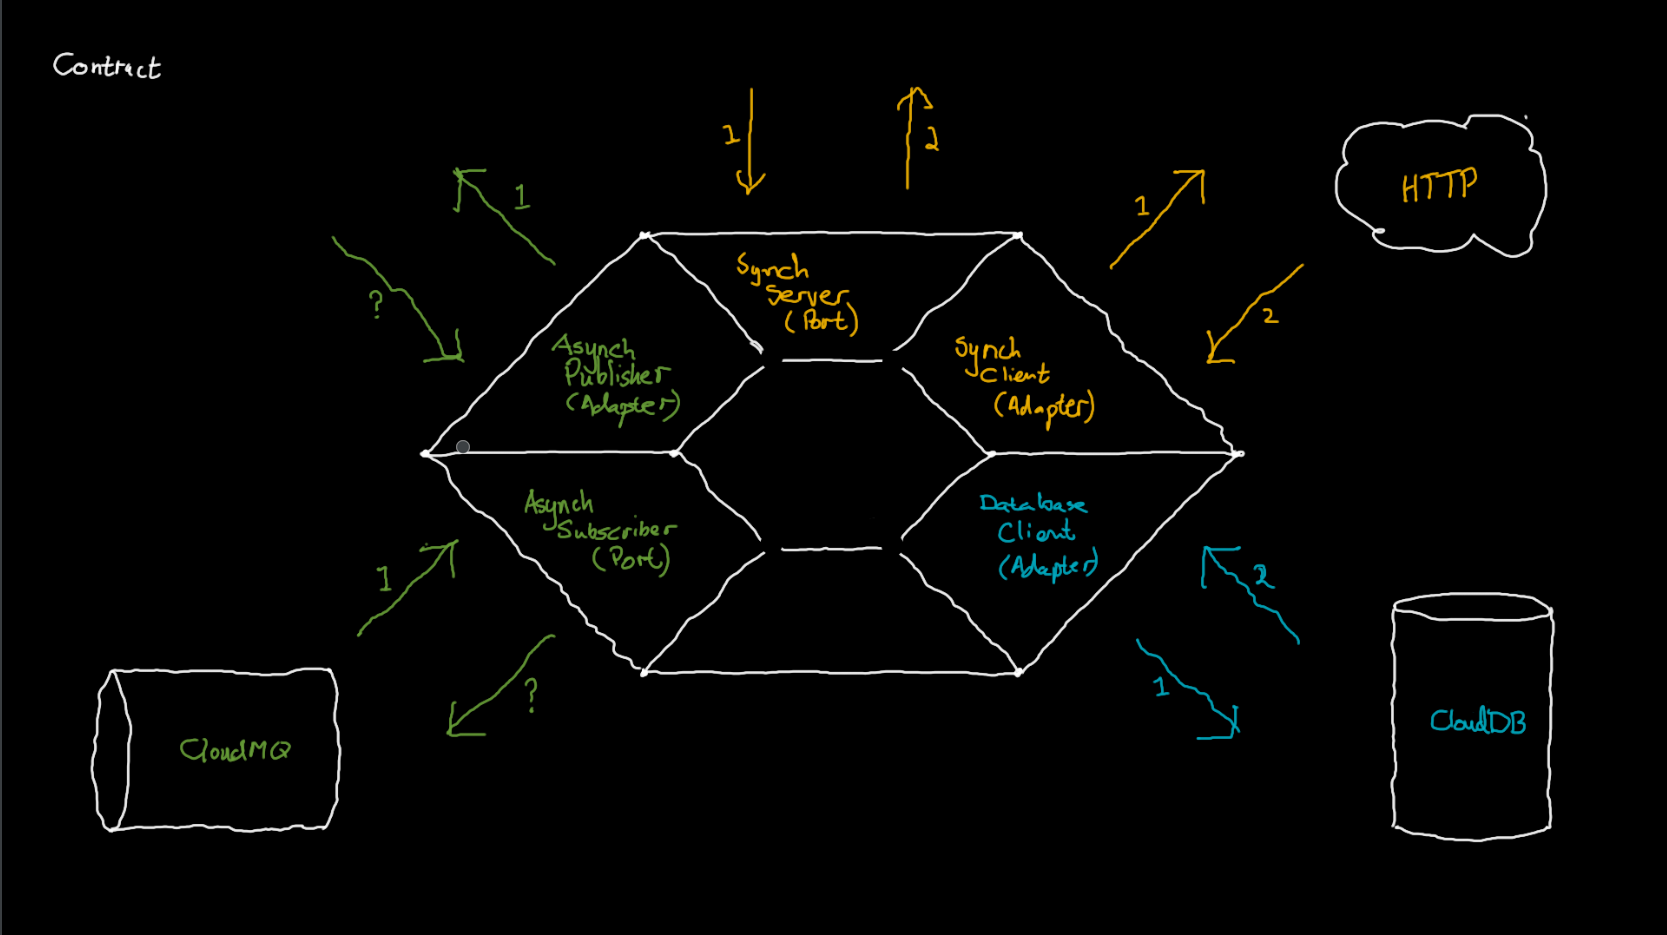 Contract
1
2
1
1
HTTP
?
2
Synch
Server
(Port)
Asynch
Publisher
(Adapter)
Synch
Client
(Adapter)
Asynch
Subscriber
(Port)
Database
Client
(Adapter)
1
2
?
1
CloudMQ
CloudDB